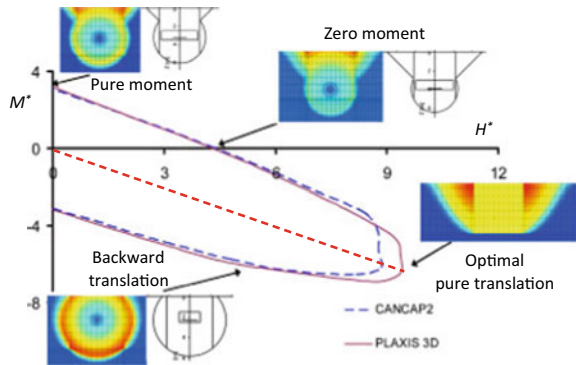 Zero moment
4
Pure moment
M*
H*
0
0
3
6
9
12
-4
Backward
translation
Optimal
pure translation
-8
CANCAP2
PLAXIS 3D